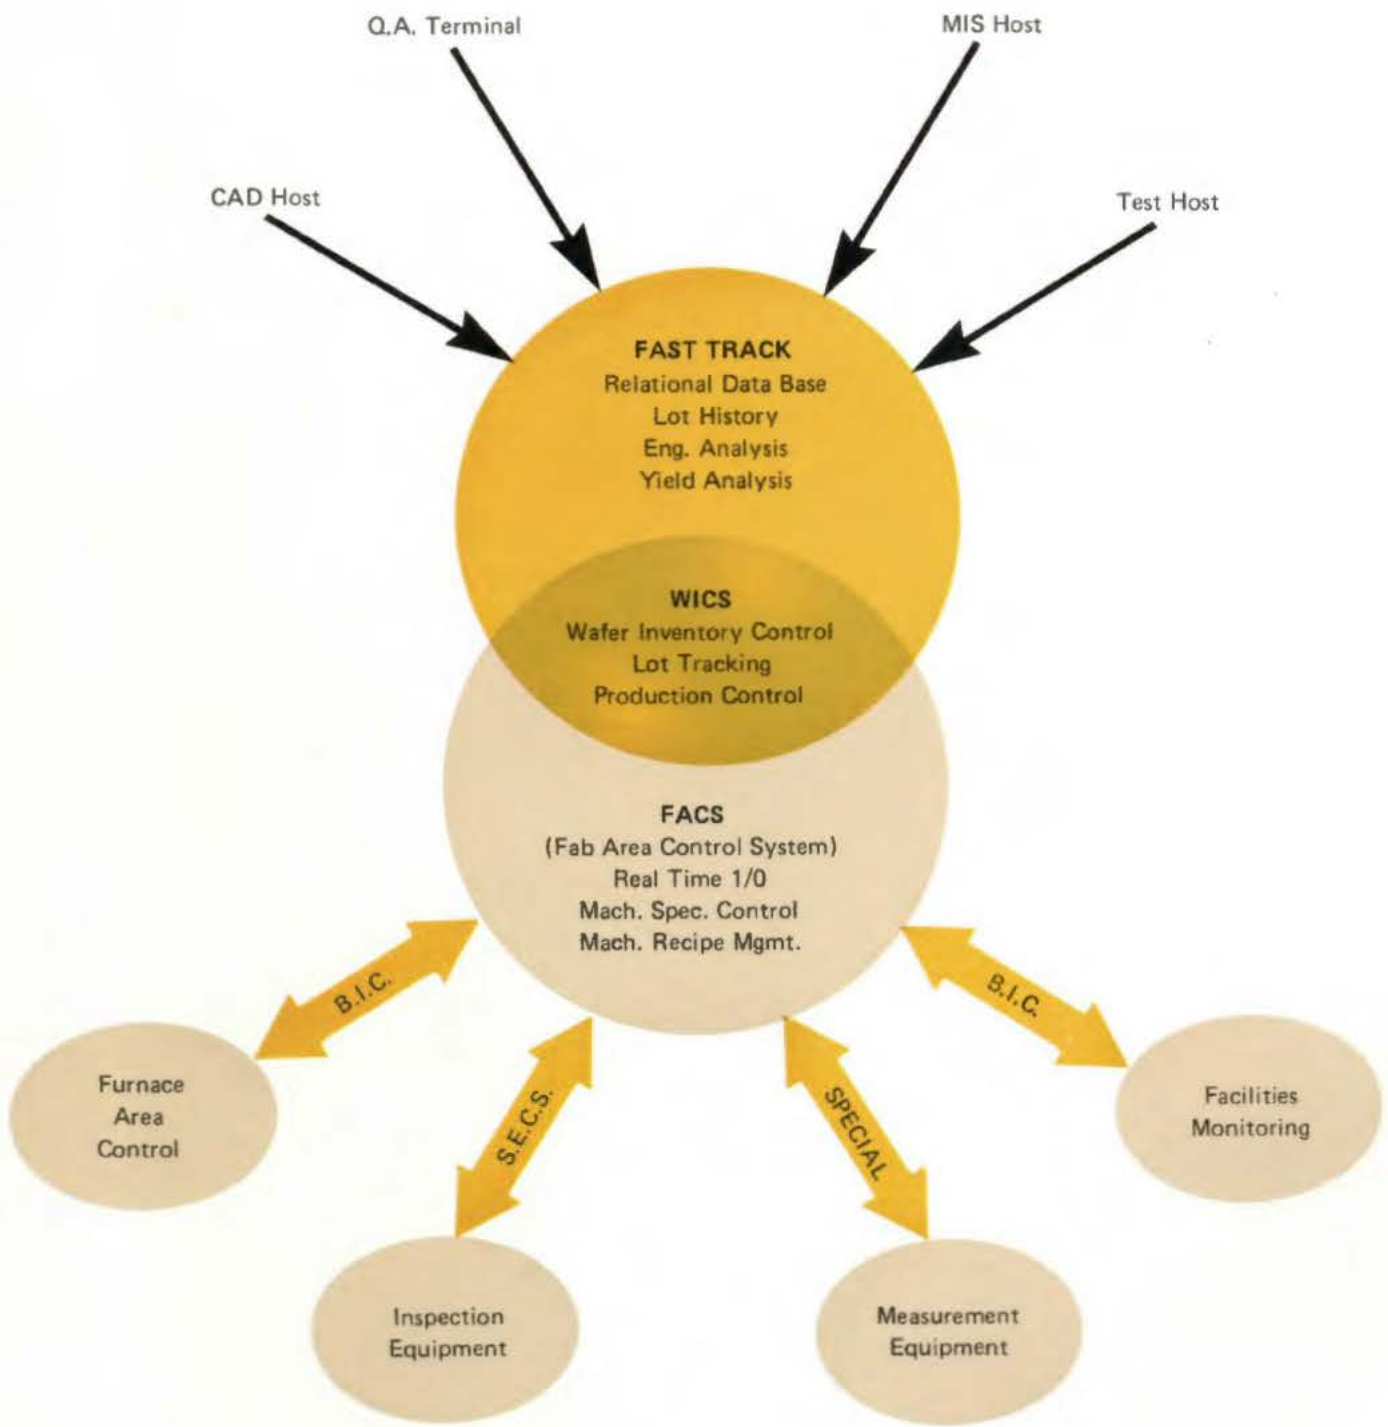 Q.A. Terminal
MIS Host
CAD Host
Test Host
FAST TRACK
Relational Data Base
Lot History
Eng. Analysis
Yield Analysis
WICS
Wafer Inventory Control
Lot Tracking
Production Control
FACS
(Fab Area Control System)
Real Time 1/0
Mach. Spec. Control
Mach. Recipe Mgmt.
B.I.C.
B.I.C.
S.E.C.S.
SPECIAL
Furnace
Area
Control
Facilities
Monitoring
Inspection
Equipment
Measurement
Equipment